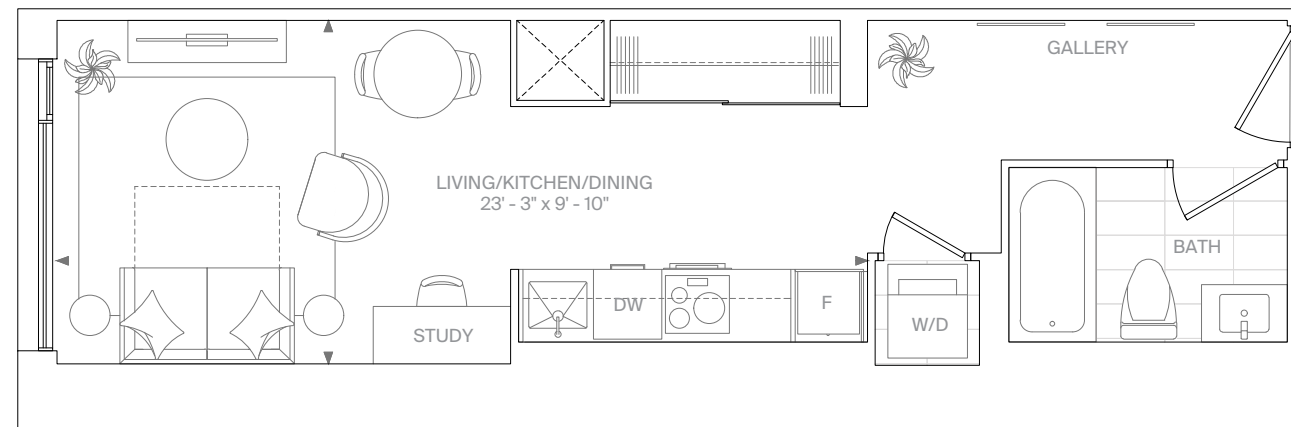 GALLERY
LIVING/KITCHEN/DINING
23' - 3" x 9' - 10"
BATH
DW
F
W/D
STUDY